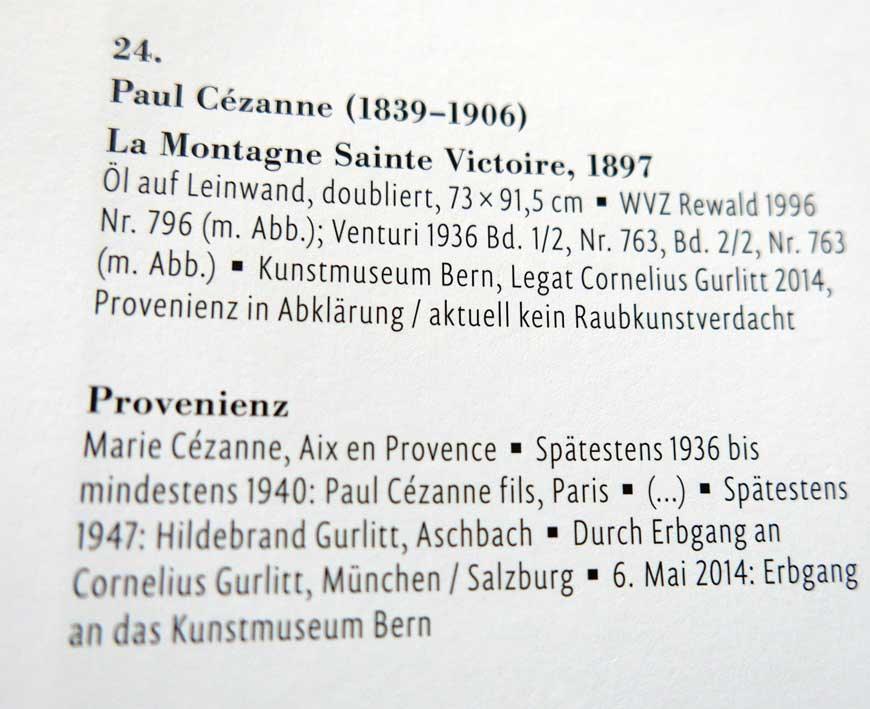 24.
Paul Cézanne (1839–1906)
La Montagne Sainte Victoire, 1897
Öl auf Leinwand, doubliert, 73 × 91,5 cm ▪ WVZ Rewald 1996
Nr. 796 (m. Abb.); Venturi 1936 Bd. 1/2, Nr. 763, Bd. 2/2, Nr. 763
(m. Abb.) ▪ Kunstmuseum Bern, Legat Cornelius Gurlitt 2014,
Provenienz in Abklärung / aktuell kein Raubkunstverdacht
Provenienz
Marie Cézanne, Aix en Provence ▪ Spätestens 1936 bis
mindestens 1940: Paul Cézanne fils, Paris ▪ (...) ▪ Spätestens
1947: Hildebrand Gurlitt, Aschbach ▪ Durch Erbgang an
Cornelius Gurlitt, München / Salzburg ▪ 6. Mai 2014: Erbgang
an das Kunstmuseum Bern